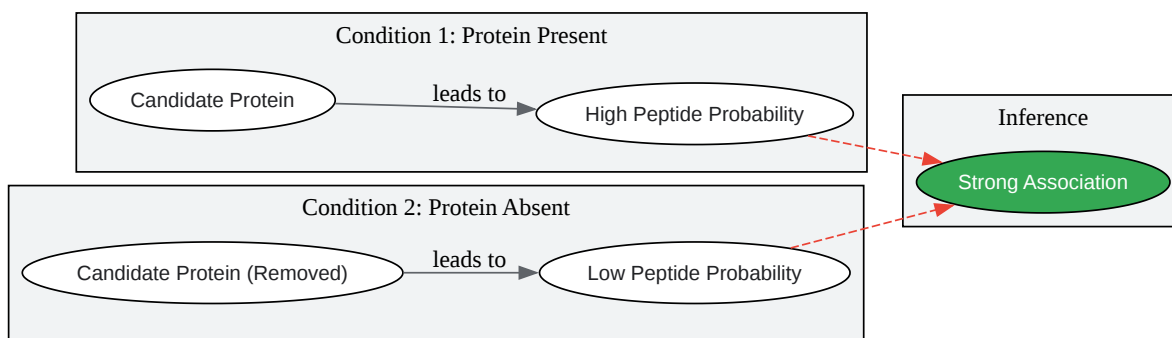 Condition 1: Protein Present
Candidate Protein
leads to
High Peptide Probability
Condition 2: Protein Absent
Candidate Protein (Removed)
leads to
Low Peptide Probability
Inference
Strong Association